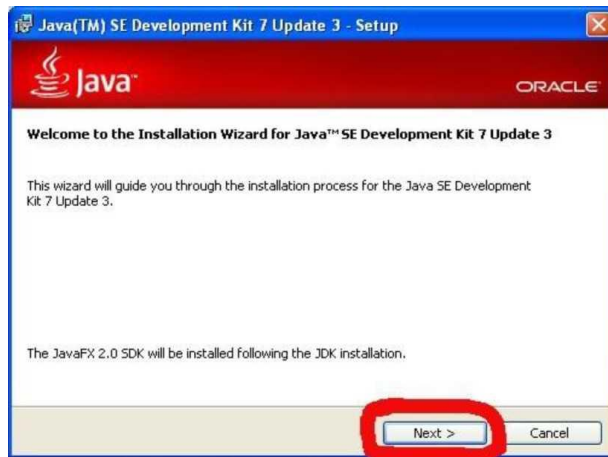 Java(TM) SE Development Kit 7 Update 3 - Setup
Java™
ORACLE®
Welcome to the Installation Wizard for Java™ SE Development Kit 7 Update 3
This wizard will guide you through the installation process for the Java SE Development
Kit 7 Update 3.
The JavaFX 2.0 SDK will be installed following the JDK installation.
Next >
Cancel